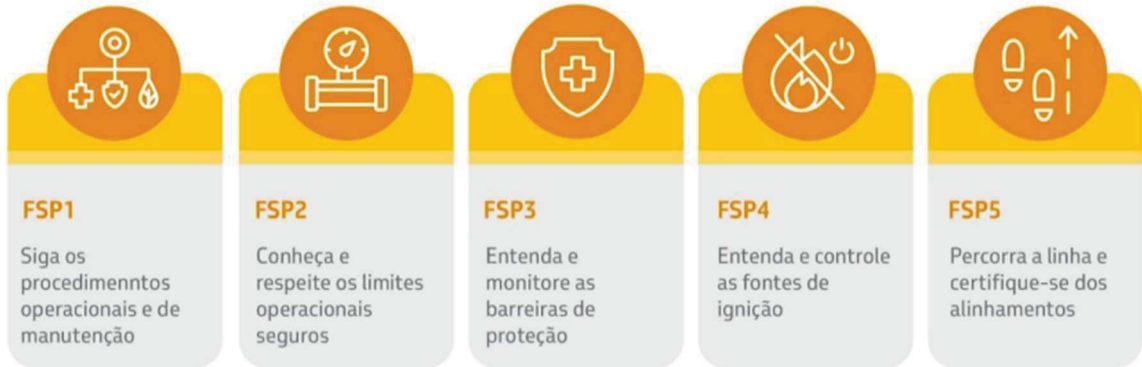 FSP1
Siga os
procedimenntos
operacionais e de
manutenção
FSP2
Conheça e
respeite os limites
operacionais
seguros
FSP3
Entenda e
monitore as
barreiras de
proteção
FSP4
Entenda e controle
as fontes de
ignição
FSP5
Percorra a linha e
certifique-se dos
alinhamentos